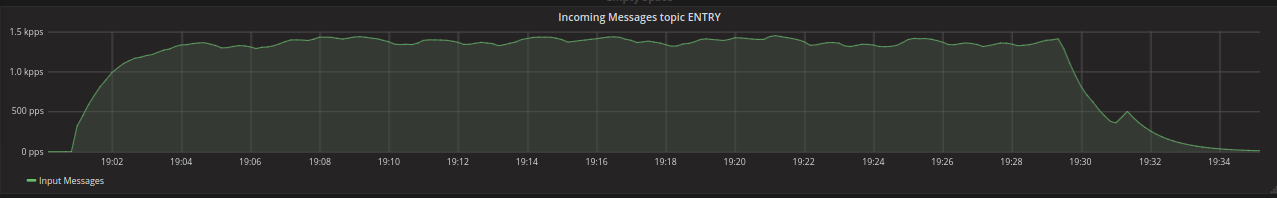 Incoming Messages topic ENTRY
1.5 kpps
1.0 kpps
500 pps
0 pps
19:02 19:04 19:06 19:08 19:10 19:12 19:14 19:16 19:18 19:20 19:22 19:24 19:26 19:28 19:30 19:32 19:34
Input Messages